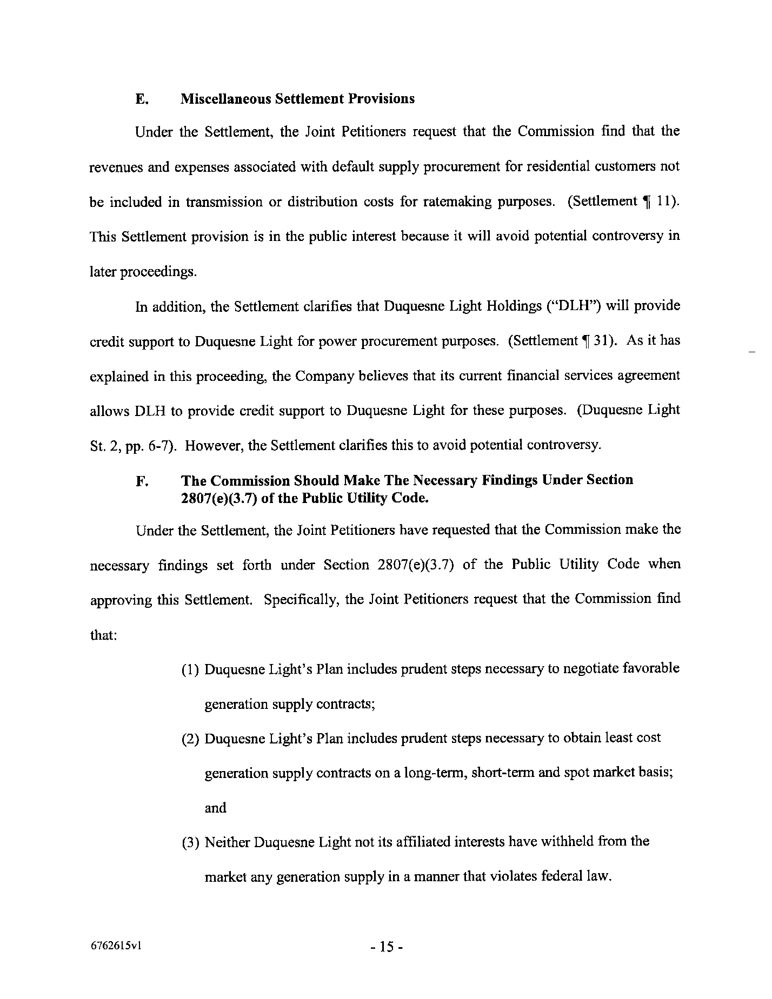 E. Miscellaneous Settlement Provisions
Under the Settlement, the Joint Petitioners request that the Commission find that the
revenues and expenses associated with default supply procurement for residential customers not
be included in transmission or distribution costs for ratemaking purposes. (Settlement ¶ 11).
This Settlement provision is in the public interest because it will avoid potential controversy in
later proceedings.
In addition, the Settlement clarifies that Duquesne Light Holdings (“DLH”) will provide
credit support to Duquesne Light for power procurement purposes. (Settlement ¶ 31). As it has
explained in this proceeding, the Company believes that its current financial services agreement
allows DLH to provide credit support to Duquesne Light for these purposes. (Duquesne Light
St. 2, pp. 6-7). However, the Settlement clarifies this to avoid potential controversy.
F. The Commission Should Make The Necessary Findings Under Section
2807(e)(3.7) of the Public Utility Code.
Under the Settlement, the Joint Petitioners have requested that the Commission make the
necessary findings set forth under Section 2807(e)(3.7) of the Public Utility Code when
approving this Settlement. Specifically, the Joint Petitioners request that the Commission find
that:
(1) Duquesne Light’s Plan includes prudent steps necessary to negotiate favorable
generation supply contracts;
(2) Duquesne Light’s Plan includes prudent steps necessary to obtain least cost
generation supply contracts on a long-term, short-term and spot market basis;
and
(3) Neither Duquesne Light not its affiliated interests have withheld from the
market any generation supply in a manner that violates federal law.
6762615v1 - 15 -